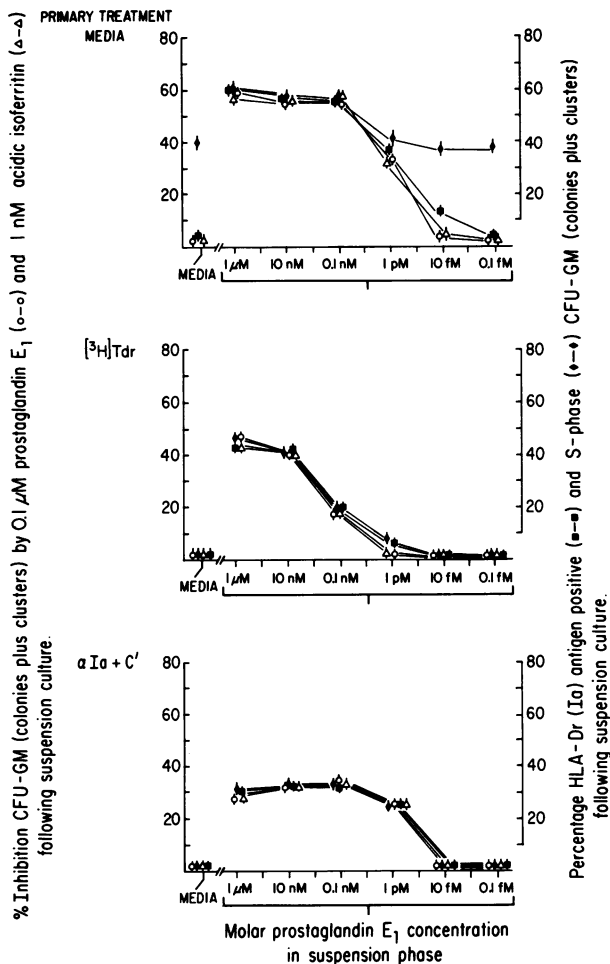 PRIMARY TREATMENT
MEDIA
80
60
40
20
80
60
40
20
MEDIA
1 μM
10 nM
0.1 nM
1 pM
10 fM
0.1 fM
[³H]Tdr
80
60
40
20
80
60
40
20
MEDIA
1 μM
10 nM
0.1 nM
1 pM
10 fM
0.1 fM
α Ia + C'
80
60
40
20
80
60
40
20
MEDIA
1 μM
10 nM
0.1 nM
1 pM
10 fM
0.1 fM
Molar prostaglandin E₁ concentration
in suspension phase
% Inhibition CFU-GM (colonies plus clusters) by 0.1 μM prostaglandin E₁ (o-o) and 1 nM acidic isoferritin (△-△)
following suspension culture.
Percentage HLA-Dr (Ia) antigen positive (■-■) and S-phase (♦-♦) CFU-GM (colonies plus clusters)
following suspension culture.